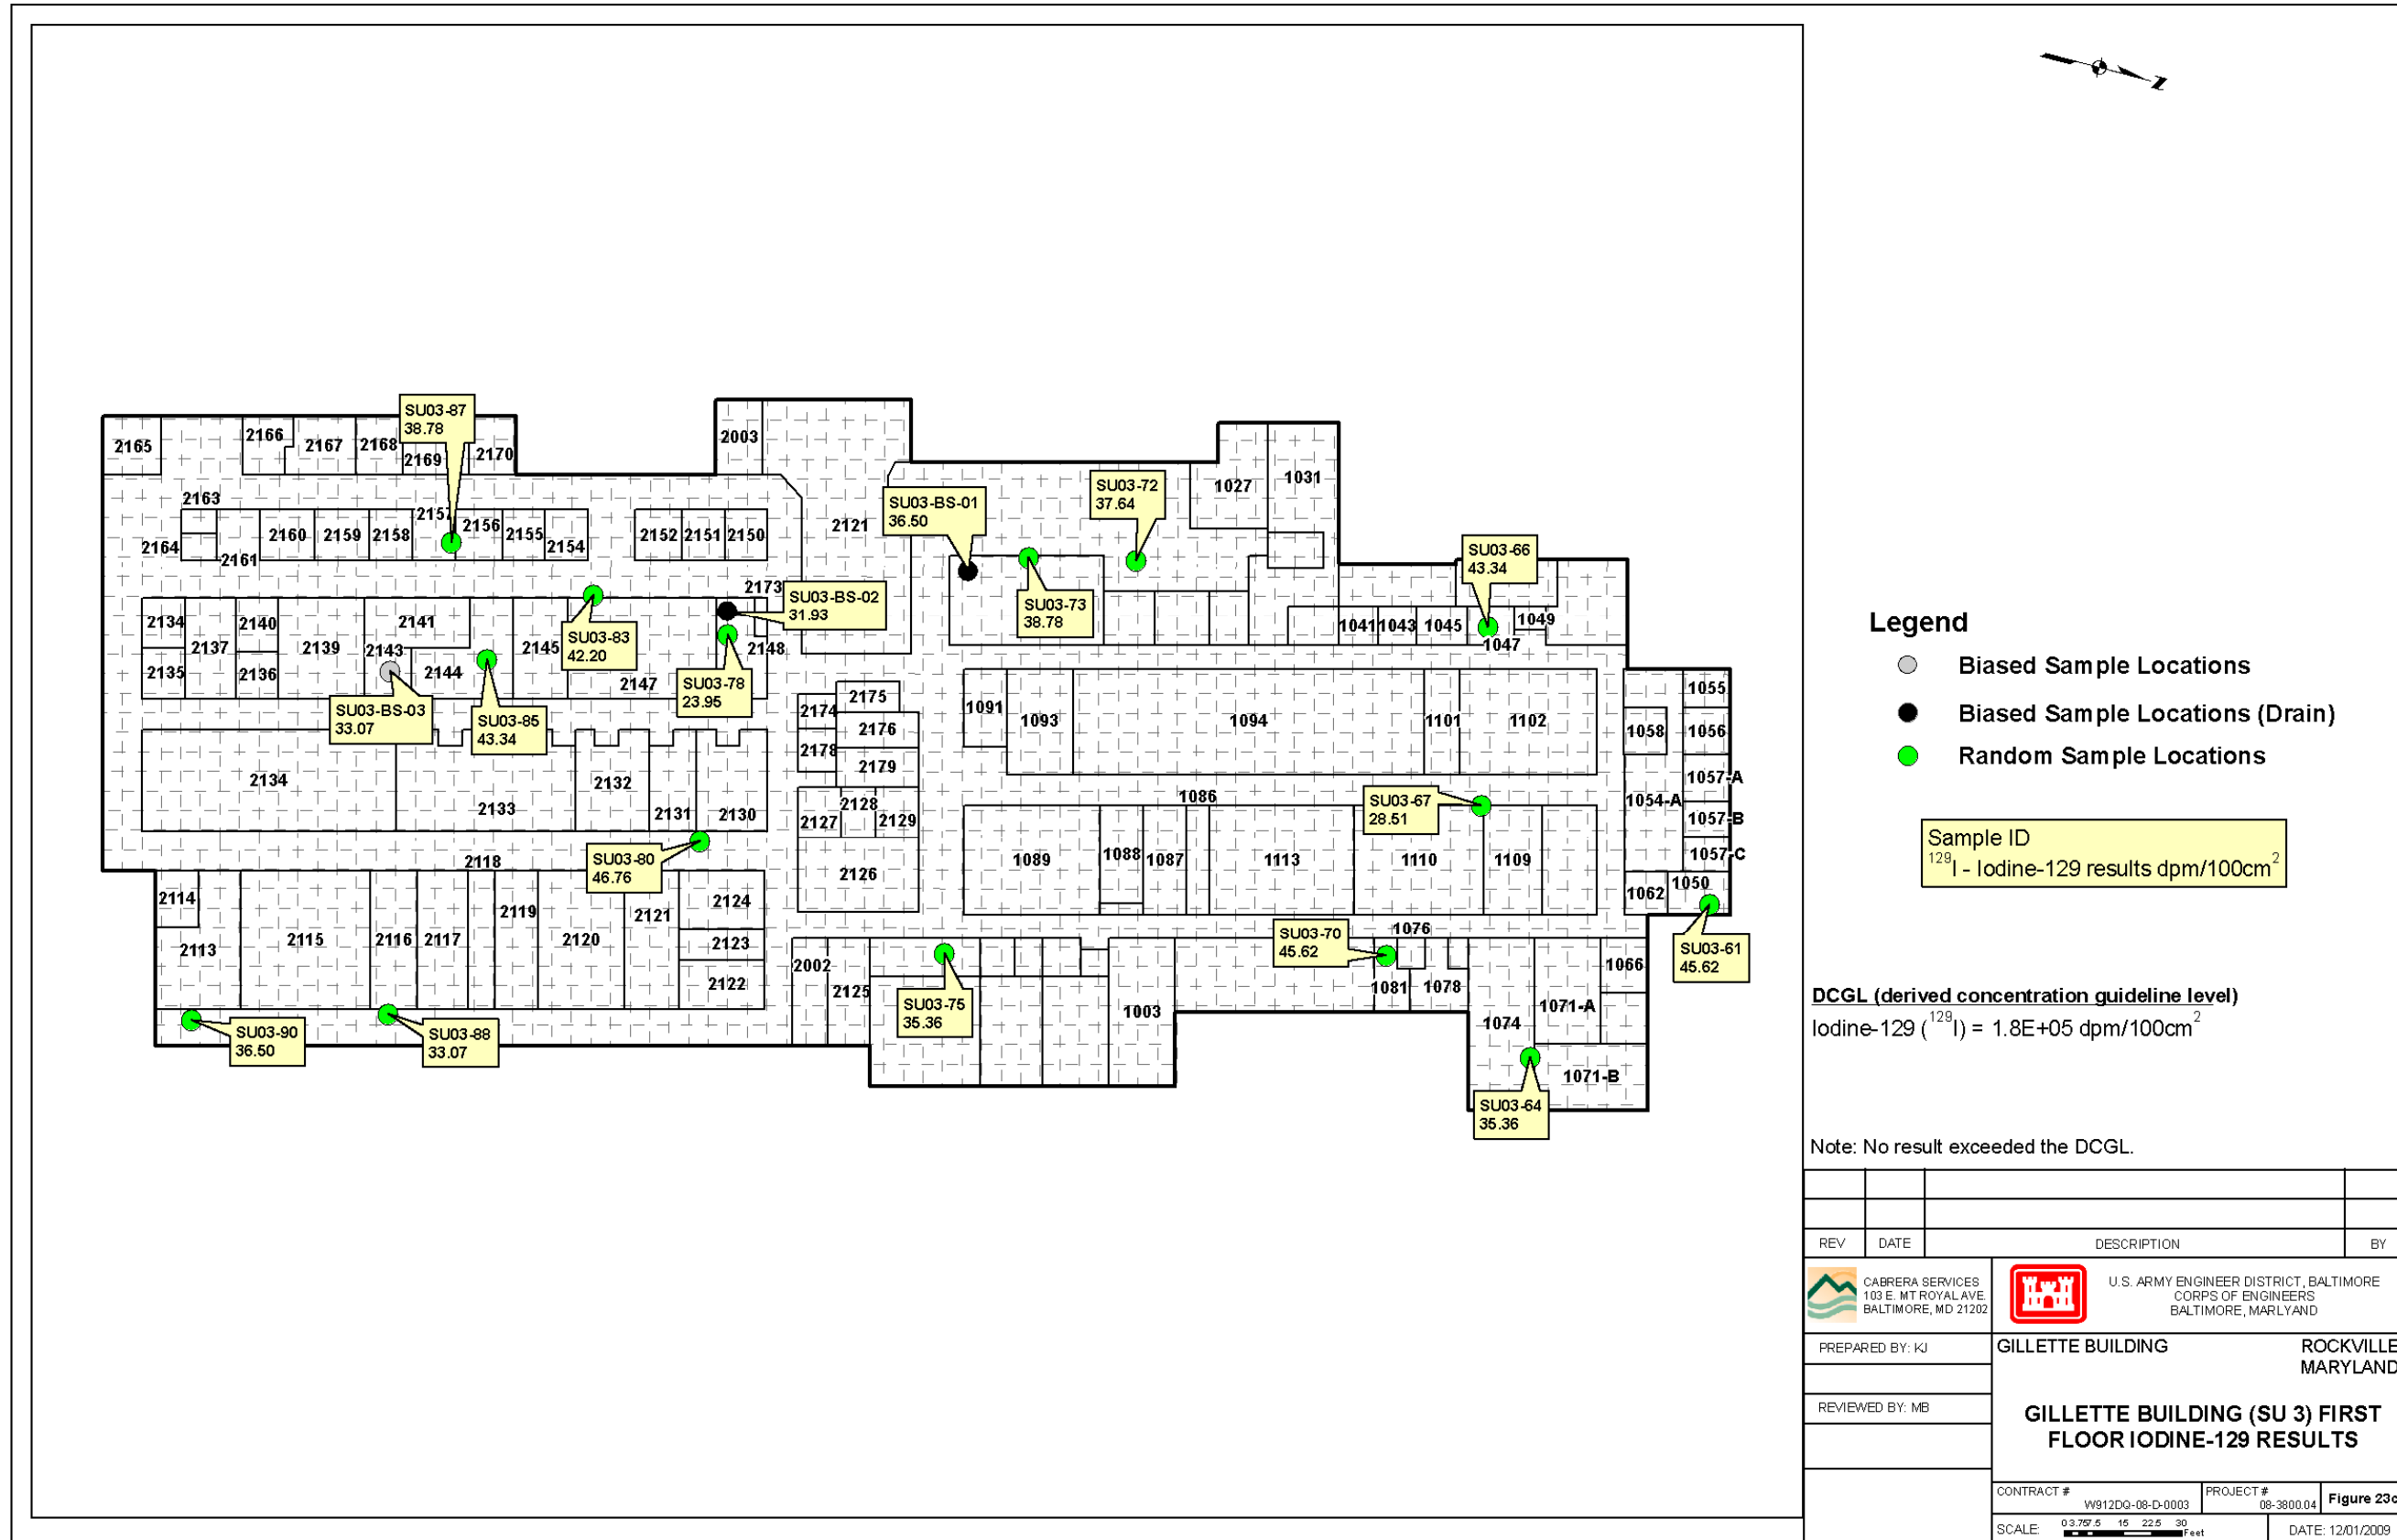 SU03-87
38.78
2003
2165
2166
2167
2168
2169
2170
2163
2164
2161
2160
2159
2158
2157
2156
2155
2154
2152
2151
2150
2121
SU03-BS-01
36.50
SU03-72
37.64
1027
1031
SU03-66
43.34
2173
SU03-BS-02
31.93
SU03-73
38.78
1041
1043
1045
1049
1047
2134
2135
2137
2140
2136
2139
2141
2143
2144
2145
SU03-83
42.20
2147
2148
SU03-78
23.95
SU03-BS-03
33.07
SU03-85
43.34
2175
2174
2176
2178
2179
1091
1093
1094
1101
1102
1055
1058
1056
1057-A
1054-A
1057-B
1057-C
1062
1050
2134
2133
2132
2131
2130
2128
2127
2129
2126
1086
SU03-67
28.51
1089
1088
1087
1113
1110
1109
2118
SU03-80
46.76
2114
2113
2115
2116
2117
2119
2120
2121
2124
2123
2122
2002
2125
SU03-75
35.36
1003
SU03-70
45.62
1076
1081
1078
1074
1071-A
1066
1071-B
SU03-61
45.62
SU03-64
35.36
SU03-90
36.50
SU03-88
33.07
Z
Legend
Biased Sample Locations
Biased Sample Locations (Drain)
Random Sample Locations
Sample ID
129I - Iodine-129 results dpm/100cm2
DCGL (derived concentration guideline level)
Iodine-129 (129I) = 1.8E+05 dpm/100cm2
Note: No result exceeded the DCGL.
REV DATE DESCRIPTION BY
CABRERA SERVICES
103 E. MT ROYAL AVE.
BALTIMORE, MD 21202
U.S. ARMY ENGINEER DISTRICT, BALTIMORE
CORPS OF ENGINEERS
BALTIMORE, MARLYAND
PREPARED BY: KJ
GILLETTE BUILDING ROCKVILLE
MARYLAND
REVIEWED BY: MB
GILLETTE BUILDING (SU 3) FIRST
FLOOR IODINE-129 RESULTS
CONTRACT #
W912DQ-08-D-0003
PROJECT #
08-3800.04
Figure 23c
SCALE: 0 3.75 7.5 15 22.5 30
Feet
DATE: 12/01/2009